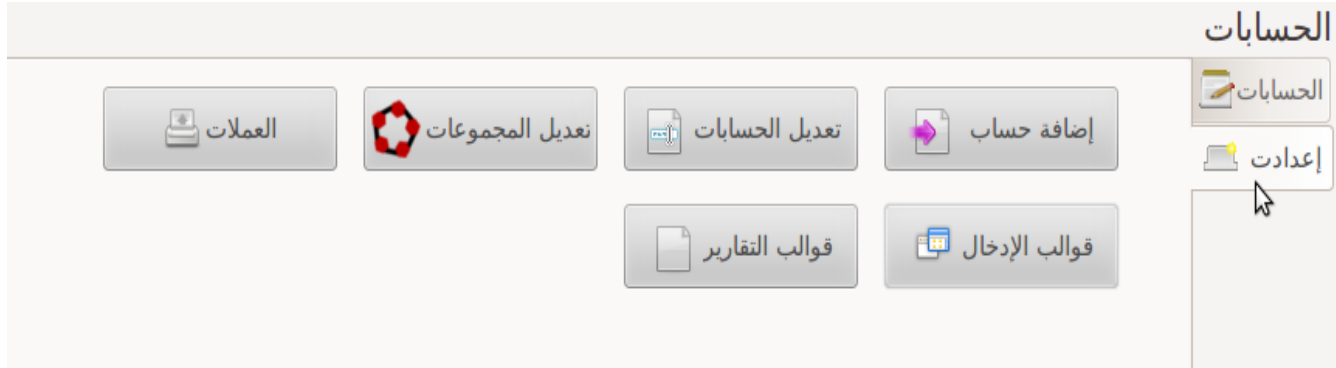 الحسابات
الحسابات
إعدادت
إضافة حساب
تعديل الحسابات
تعديل المجموعات
العملات
قوالب الإدخال
قوالب التقارير